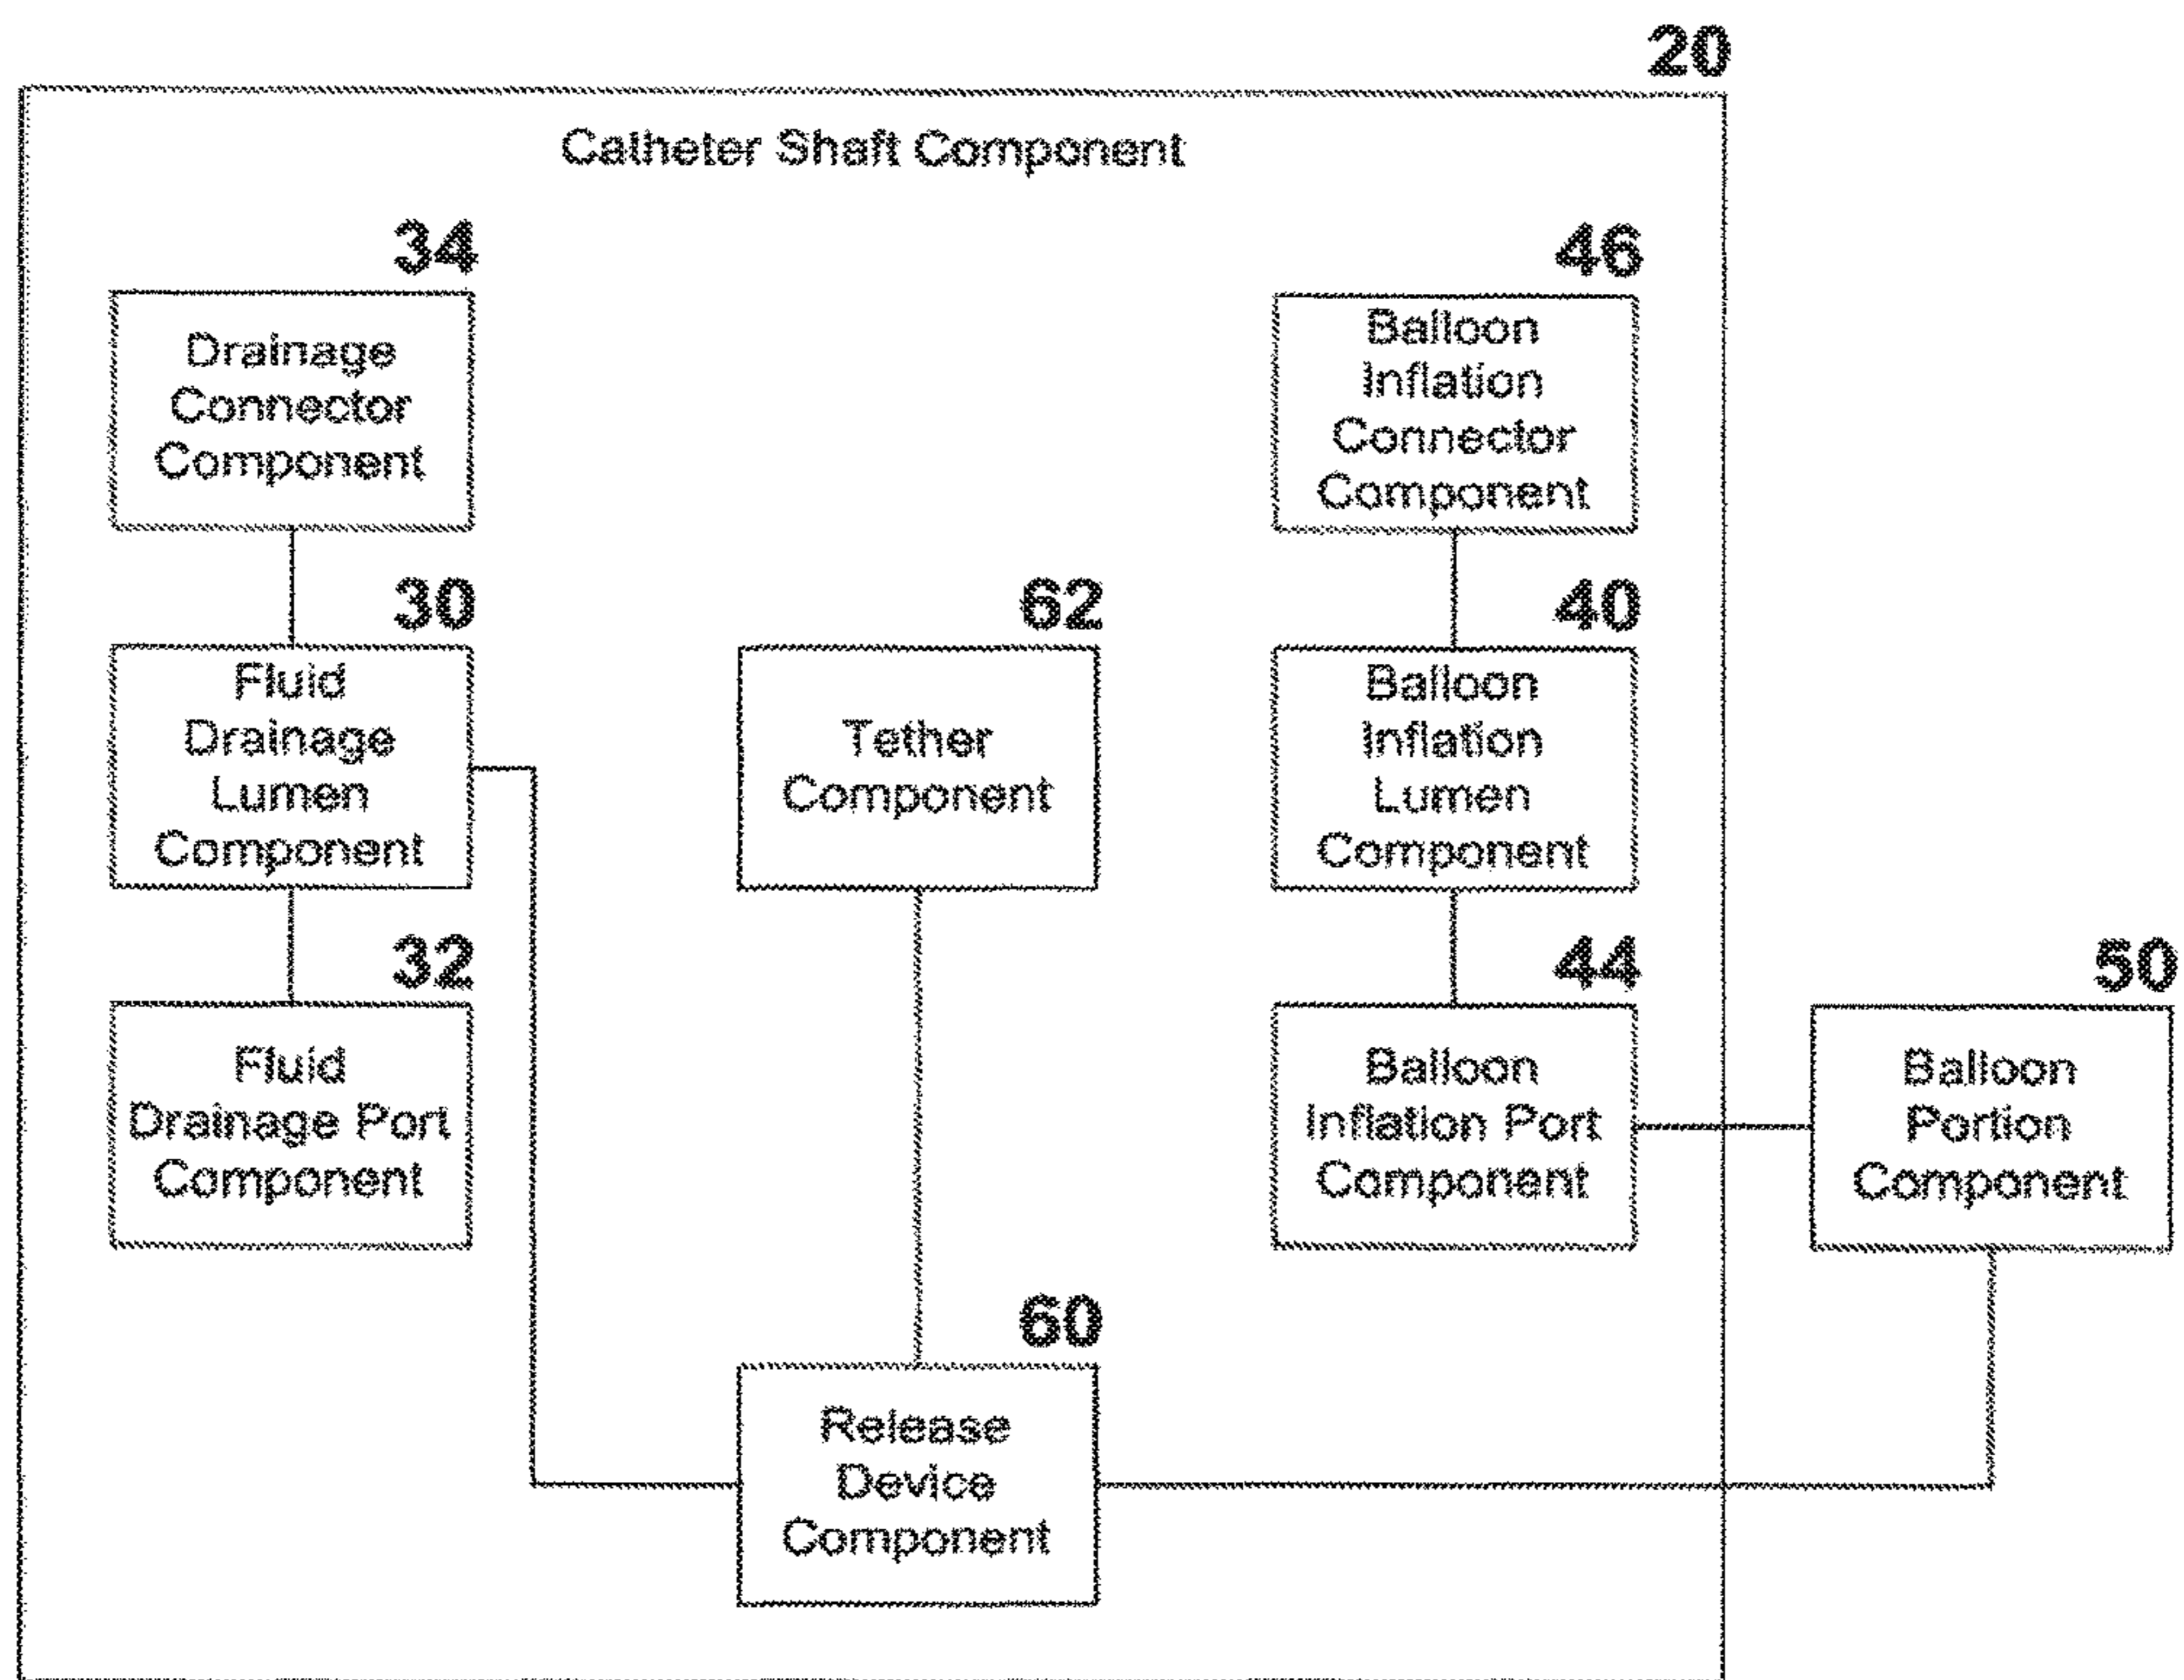 20
Catheter Shaft Component
34
Drainage
Connector
Component
46
Balloon
Inflation
Connector
Component
30
Fluid
Drainage
Lumen
Component
62
Tether
Component
40
Balloon
Inflation
Lumen
Component
32
Fluid
Drainage Port
Component
44
Balloon
Inflation Port
Component
50
Balloon
Portion
Component
60
Release
Device
Component